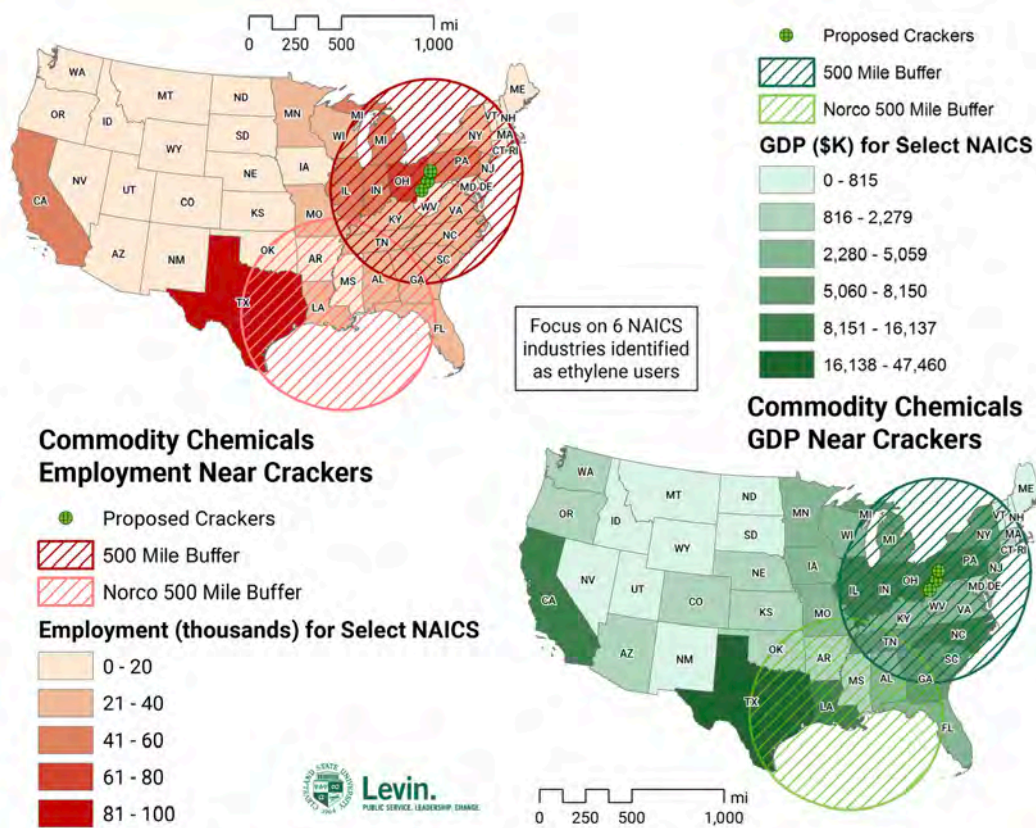 mi
0 250 500 1,000
WA
MT
ND
MN
ME
OR
ID
WY
SD
WI
MI
MI
VT
NH
NY
MA
CT
RI
NV
UT
CO
NE
IA
IL
IN
OH
PA
NJ
MD
DE
CA
KS
MO
KY
WV
VA
AZ
NM
OK
AR
TN
NC
SC
TX
LA
MS
AL
GA
FL
Proposed Crackers
500 Mile Buffer
Norco 500 Mile Buffer
GDP ($K) for Select NAICS
0 - 815
816 - 2,279
2,280 - 5,059
5,060 - 8,150
8,151 - 16,137
16,138 - 47,460
Focus on 6 NAICS
industries identified
as ethylene users
Commodity Chemicals
Employment Near Crackers
Proposed Crackers
500 Mile Buffer
Norco 500 Mile Buffer
Employment (thousands) for Select NAICS
0 - 20
21 - 40
41 - 60
61 - 80
81 - 100
Commodity Chemicals
GDP Near Crackers
WA
MT
ND
MN
ME
OR
ID
WY
SD
WI
MI
MI
VT
NH
NY
MA
CT
RI
NV
UT
CO
NE
IA
IL
IN
OH
PA
NJ
MD
DE
CA
KS
MO
KY
WV
VA
AZ
NM
OK
AR
TN
NC
SC
TX
LA
MS
AL
GA
FL
CLEVELAND STATE UNIVERSITY
1964
Levin.
PUBLIC SERVICE. LEADERSHIP. CHANGE.
mi
0 250 500 1,000